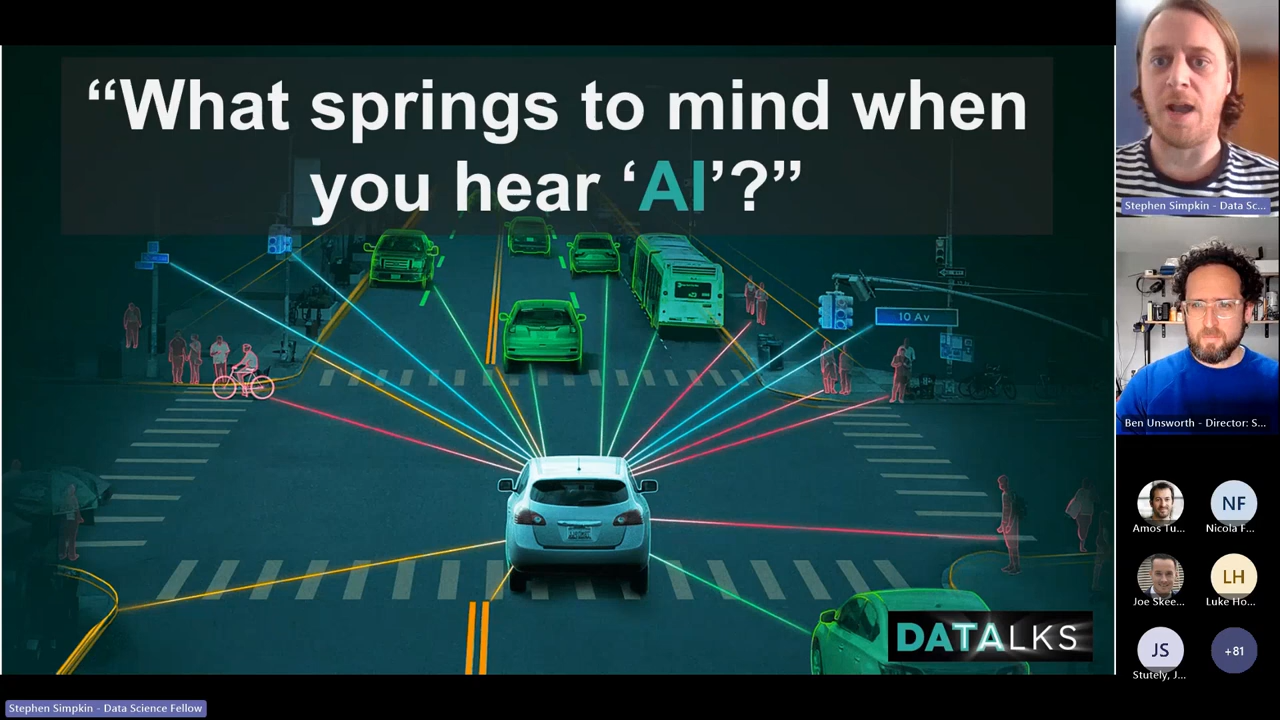 “What springs to mind when
you hear ‘AI’?”
10 Av
DATALKS
Stephen Simpkin - Data Sc...
Ben Unsworth - Director: S...
Amos Tu...
Nicola F...
NF
Joe Skee...
Luke Ho...
LH
Stutely, J...
JS
+81
Stephen Simpkin - Data Science Fellow